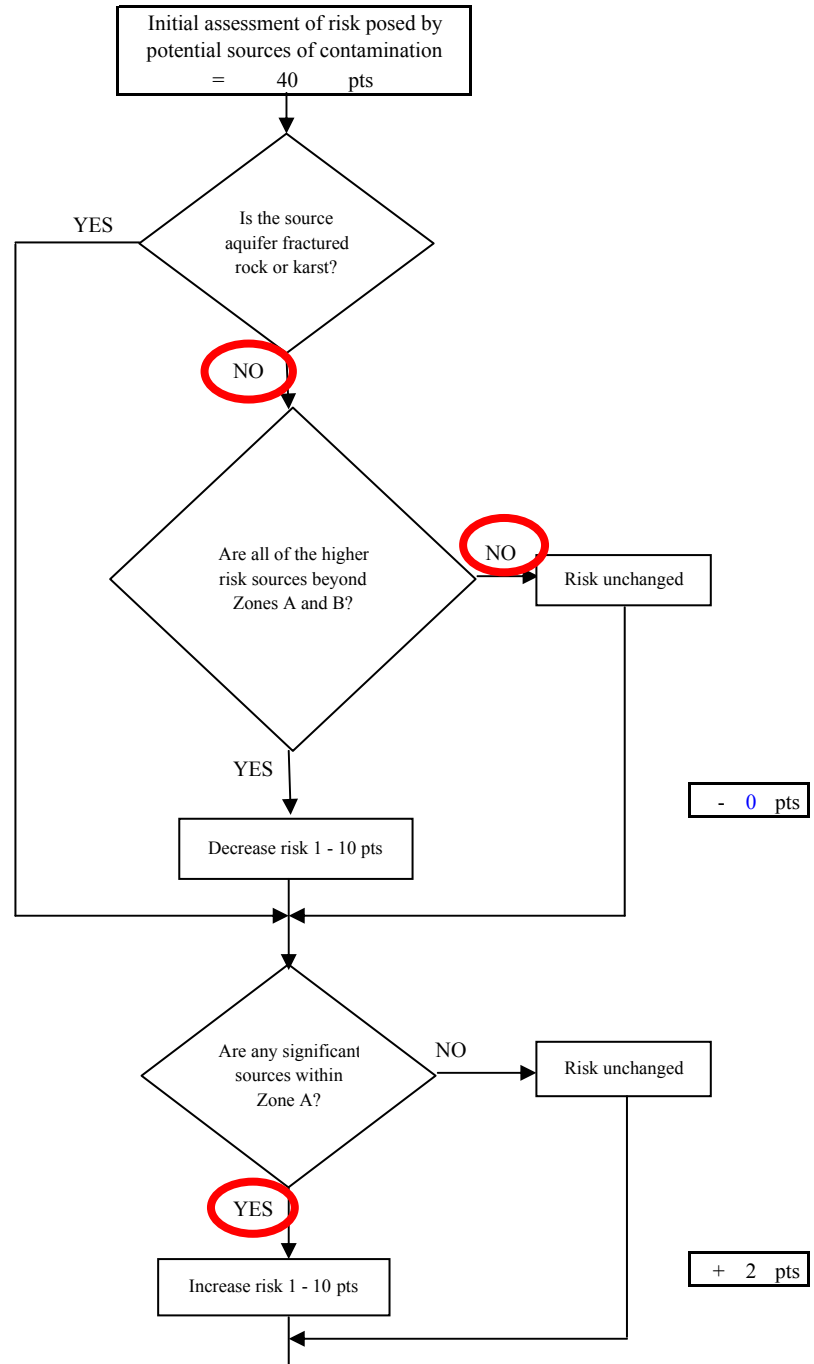 Initial assessment of risk posed by
potential sources of contamination
= 40 pts
YES
Is the source
aquifer fractured
rock or karst?
NO
Are all of the higher
risk sources beyond
Zones A and B?
NO
Risk unchanged
YES
- 0 pts
Decrease risk 1 - 10 pts
Are any significant
sources within
Zone A?
NO
Risk unchanged
YES
+ 2 pts
Increase risk 1 - 10 pts